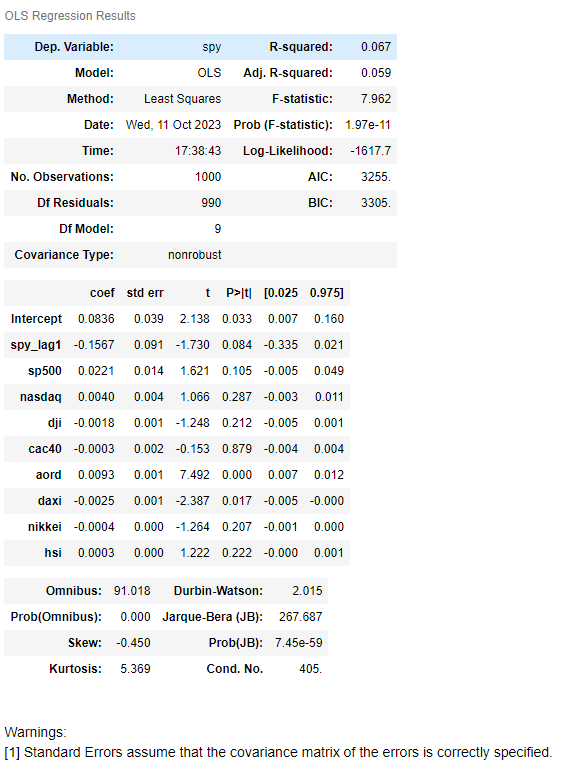 OLS Regression Results
Dep. Variable: spy R-squared: 0.067
Model: OLS Adj. R-squared: 0.059
Method: Least Squares F-statistic: 7.962
Date: Wed, 11 Oct 2023 Prob (F-statistic): 1.97e-11
Time: 17:38:43 Log-Likelihood: -1617.7
No. Observations: 1000 AIC: 3255.
Df Residuals: 990 BIC: 3305.
Df Model: 9
Covariance Type: nonrobust
coef std err t P>|t| [0.025 0.975]
Intercept 0.0836 0.039 2.138 0.033 0.007 0.160
spy_lag1 -0.1567 0.091 -1.730 0.084 -0.335 0.021
sp500 0.0221 0.014 1.621 0.105 -0.005 0.049
nasdaq 0.0040 0.004 1.066 0.287 -0.003 0.011
dji -0.0018 0.001 -1.248 0.212 -0.005 0.001
cac40 -0.0003 0.002 -0.153 0.879 -0.004 0.004
aord 0.0093 0.001 7.492 0.000 0.007 0.012
daxi -0.0025 0.001 -2.387 0.017 -0.005 -0.000
nikkei -0.0004 0.000 -1.264 0.207 -0.001 0.000
hsi 0.0003 0.000 1.222 0.222 -0.000 0.001
Omnibus: 91.018 Durbin-Watson: 2.015
Prob(Omnibus): 0.000 Jarque-Bera (JB): 267.687
Skew: -0.450 Prob(JB): 7.45e-59
Kurtosis: 5.369 Cond. No. 405.
Warnings:
[1] Standard Errors assume that the covariance matrix of the errors is correctly specified.